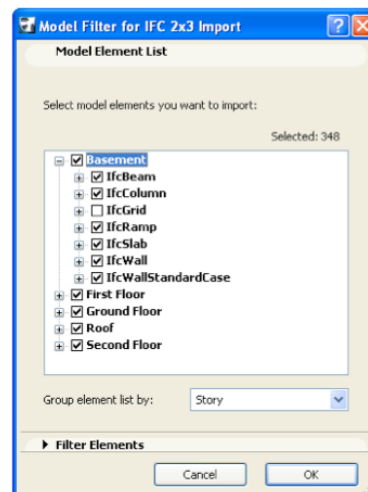 Model Filter for IFC 2x3 Import
Model Element List
Select model elements you want to import:
Selected: 348
Basement
IfcBeam
IfcColumn
IfcGrid
IfcRamp
IfcSlab
IfcWall
IfcWallStandardCase
First Floor
Ground Floor
Roof
Second Floor
Group element list by: Story
Filter Elements
Cancel OK